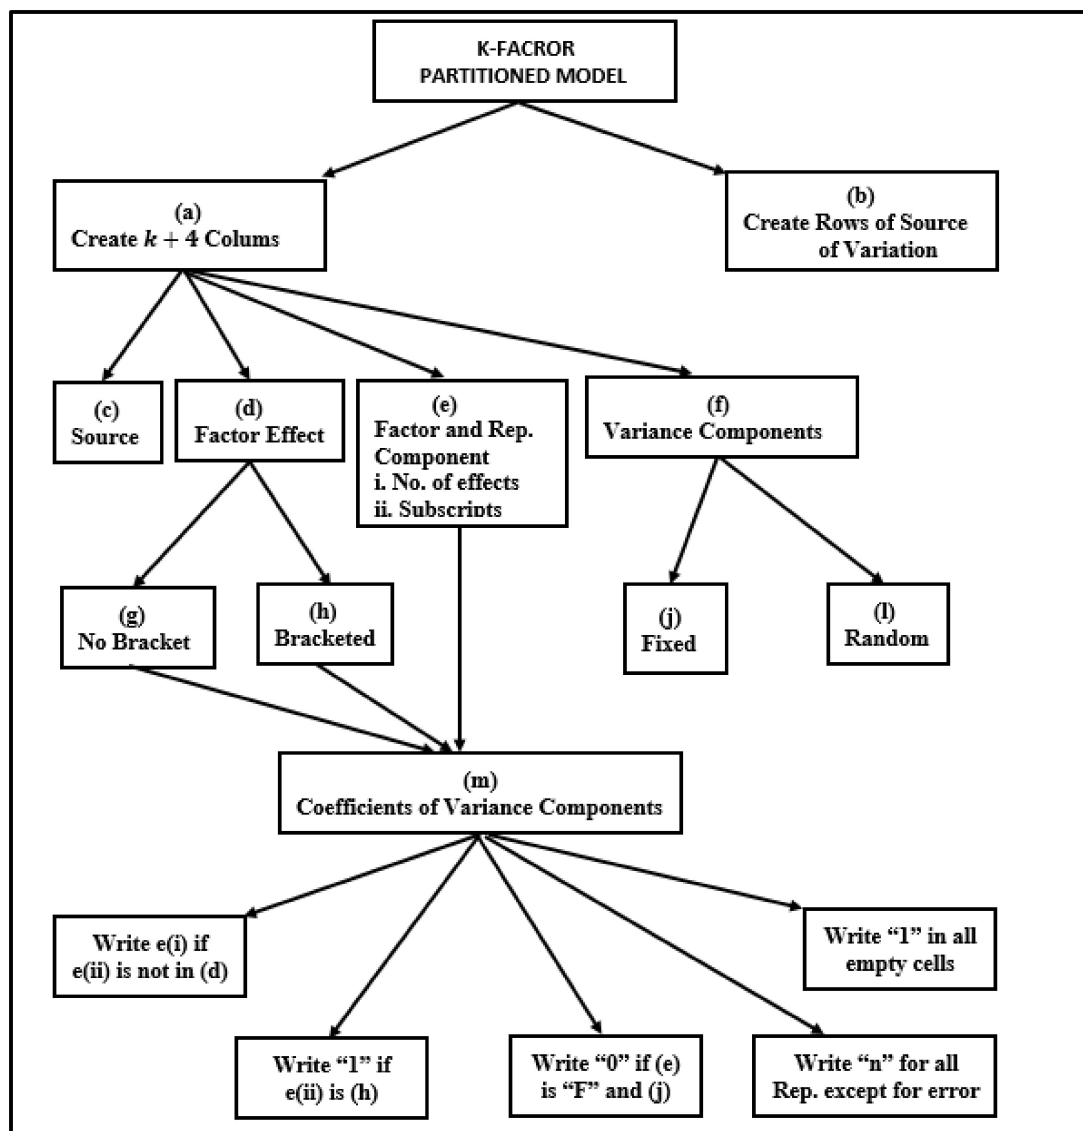 K-FACROR
PARTITIONED MODEL
(a)
Create k + 4 Colums
(b)
Create Rows of Source
of Variation
(c)
Source
(d)
Factor Effect
(e)
Factor and Rep.
Component
i. No. of effects
ii. Subscripts
(f)
Variance Components
(g)
No Bracket
(h)
Bracketed
(j)
Fixed
(l)
Random
(m)
Coefficients of Variance Components
Write e(i) if
e(ii) is not in (d)
Write “1” in all
empty cells
Write “1” if
e(ii) is (h)
Write “0” if (e)
is “F” and (j)
Write “n” for all
Rep. except for error